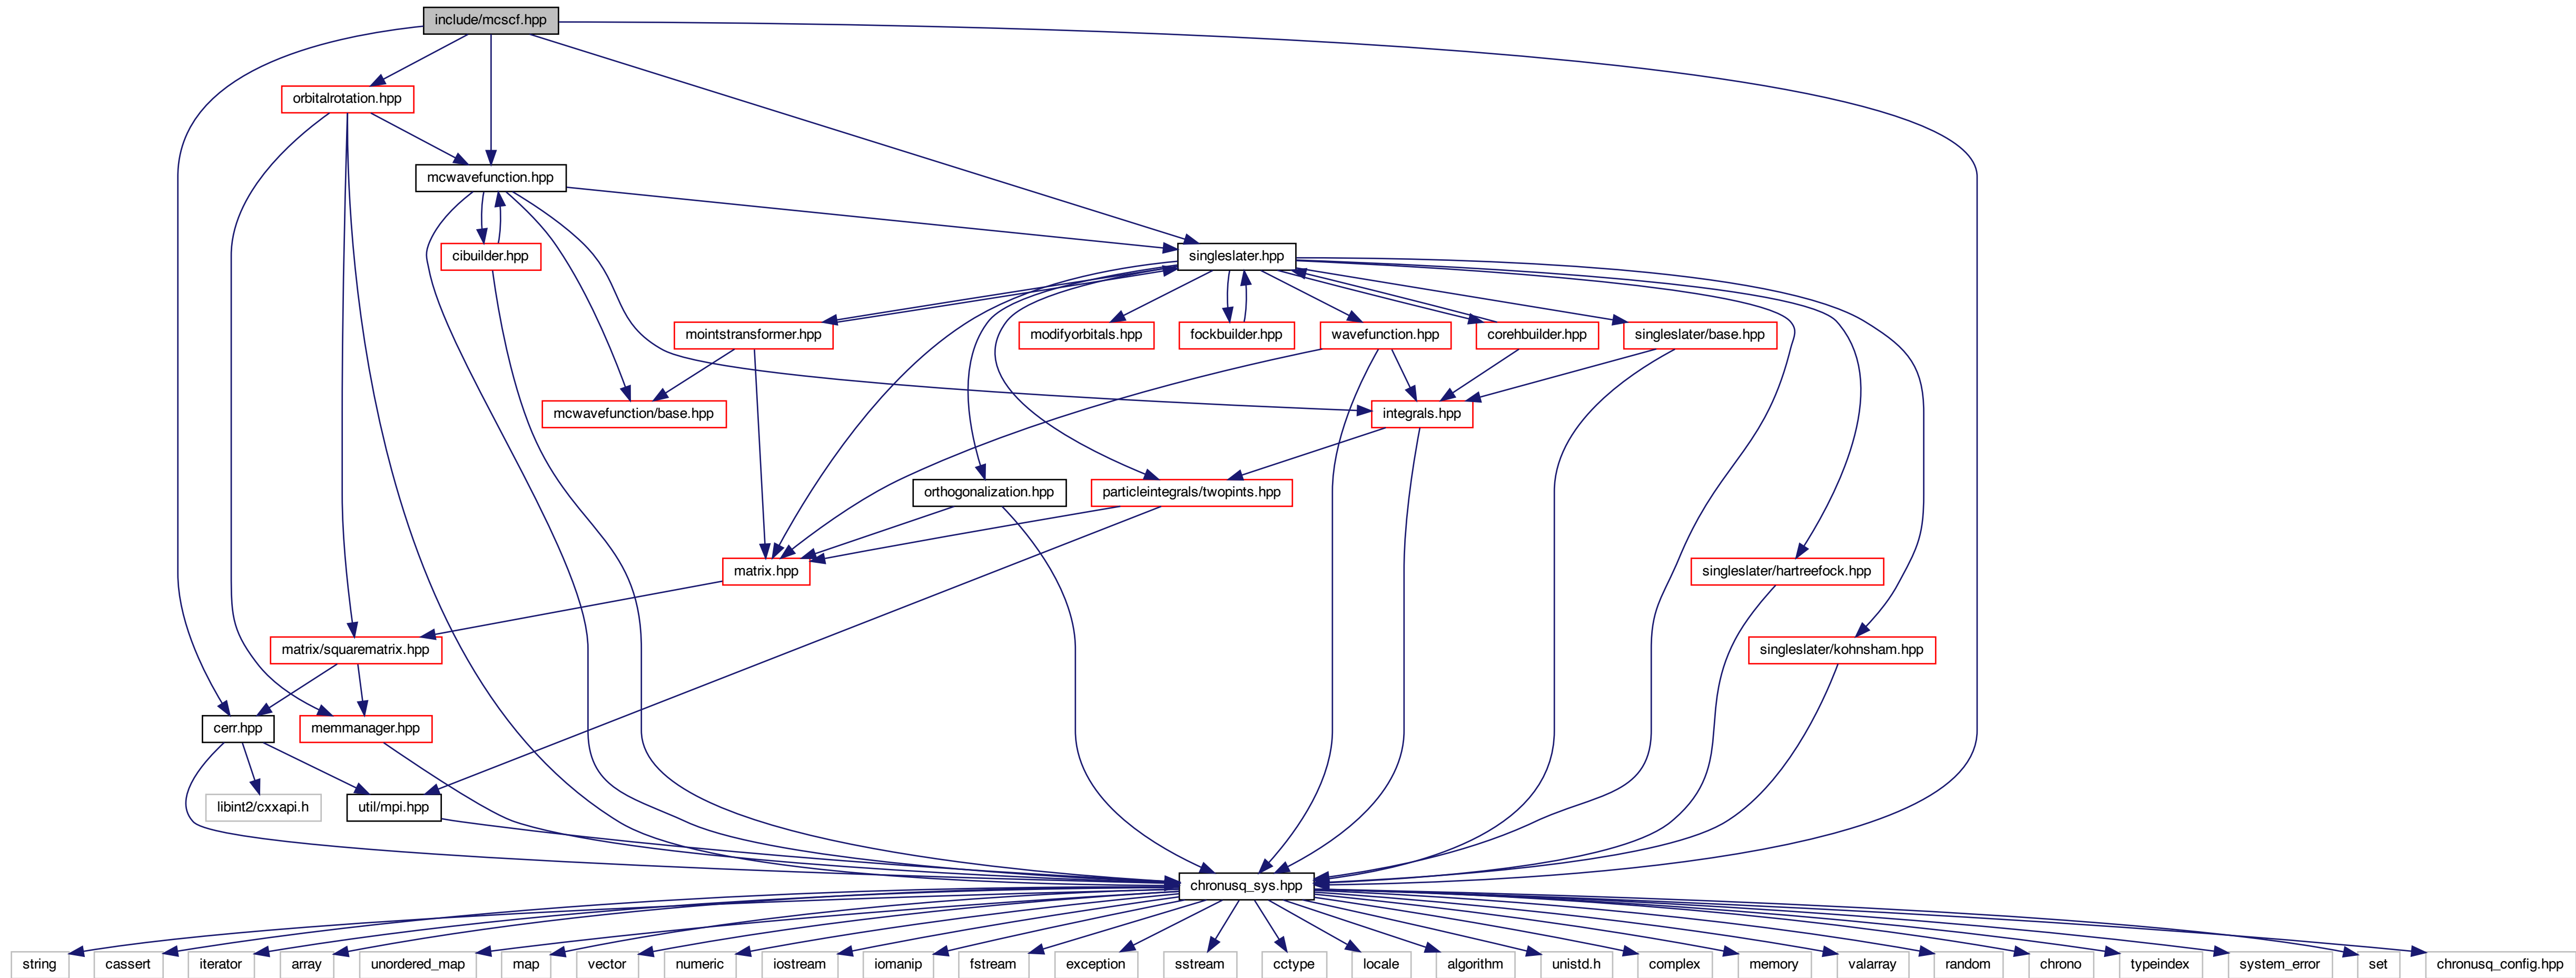 include/mcscf.hpp
orbitalrotation.hpp
mcwavefunction.hpp
cibuilder.hpp
singleslater.hpp
mointstransformer.hpp
modifyorbitals.hpp
fockbuilder.hpp
wavefunction.hpp
corehbuilder.hpp
singleslater/base.hpp
mcwavefunction/base.hpp
integrals.hpp
orthogonalization.hpp
particleintegrals/twopints.hpp
matrix.hpp
singleslater/hartreefock.hpp
matrix/squarematrix.hpp
singleslater/kohnsham.hpp
cerr.hpp
memmanager.hpp
libint2/cxxapi.h
util/mpi.hpp
chronusq_sys.hpp
string
cassert
iterator
array
unordered_map
map
vector
numeric
iostream
iomanip
fstream
exception
sstream
cctype
locale
algorithm
unistd.h
complex
memory
valarray
random
chrono
typeindex
system_error
set
chronusq_config.hpp